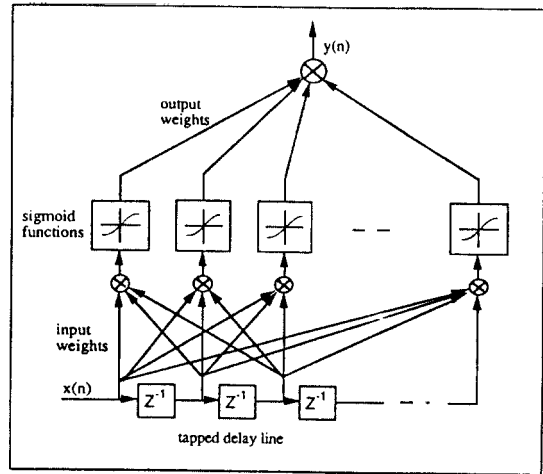 y(n)
output
weights
sigmoid
functions
input
weights
x(n)
Z⁻¹
Z⁻¹
Z⁻¹
tapped delay line